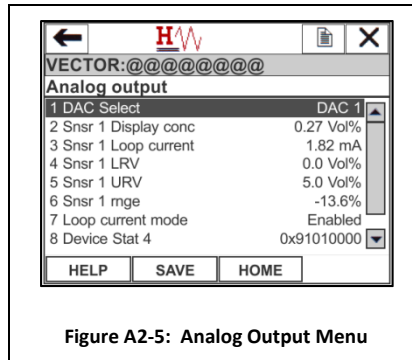 H
VECTOR:@@@@@@@@
Analog output
1 DAC Select DAC 1
2 Snsr 1 Display conc 0.27 Vol%
3 Snsr 1 Loop current 1.82 mA
4 Snsr 1 LRV 0.0 Vol%
5 Snsr 1 URV 5.0 Vol%
6 Snsr 1 rnge -13.6%
7 Loop current mode Enabled
8 Device Stat 4 0x91010000
HELP SAVE HOME
Figure A2-5: Analog Output Menu